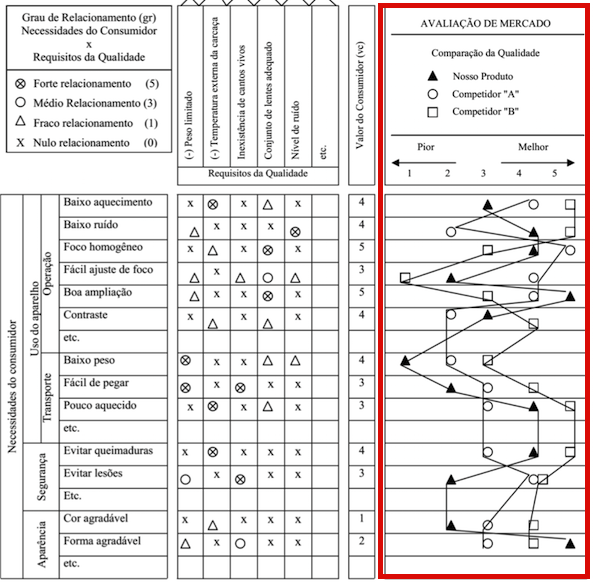 Grau de Relacionamento (gr)
Necessidades do Consumidor
x
Requisitos da Qualidade
Forte relacionamento (5)
Médio Relacionamento (3)
Fraco relacionamento (1)
X Nulo relacionamento (0)
(-) Peso limitado
(-) Temperatura externa da carcaça
Inexistência de cantos vivos
Conjunto de lentes adequado
Nível de ruído
etc.
Requisitos da Qualidade
Valor do Consumidor (vc)
AVALIAÇÃO DE MERCADO
Comparação da Qualidade
Nosso Produto
Competidor "A"
Competidor "B"
Pior Melhor
1 2 3 4 5
Necessidades do consumidor
Uso do aparelho
Operação
Baixo aquecimento x x x 4
Baixo ruído x x x 4
Foco homogêneo x x x 5
Fácil ajuste de foco x 3
Boa ampliação x x x 5
Contraste x x x 4
etc.
Transporte
Baixo peso x x 4
Fácil de pegar x x x 3
Pouco aquecido x x x 3
etc.
Segurança
Evitar queimaduras x x x x 4
Evitar lesões x x x 3
Etc.
Aparência
Cor agradável x x x x 1
Forma agradável x x x 2
etc.